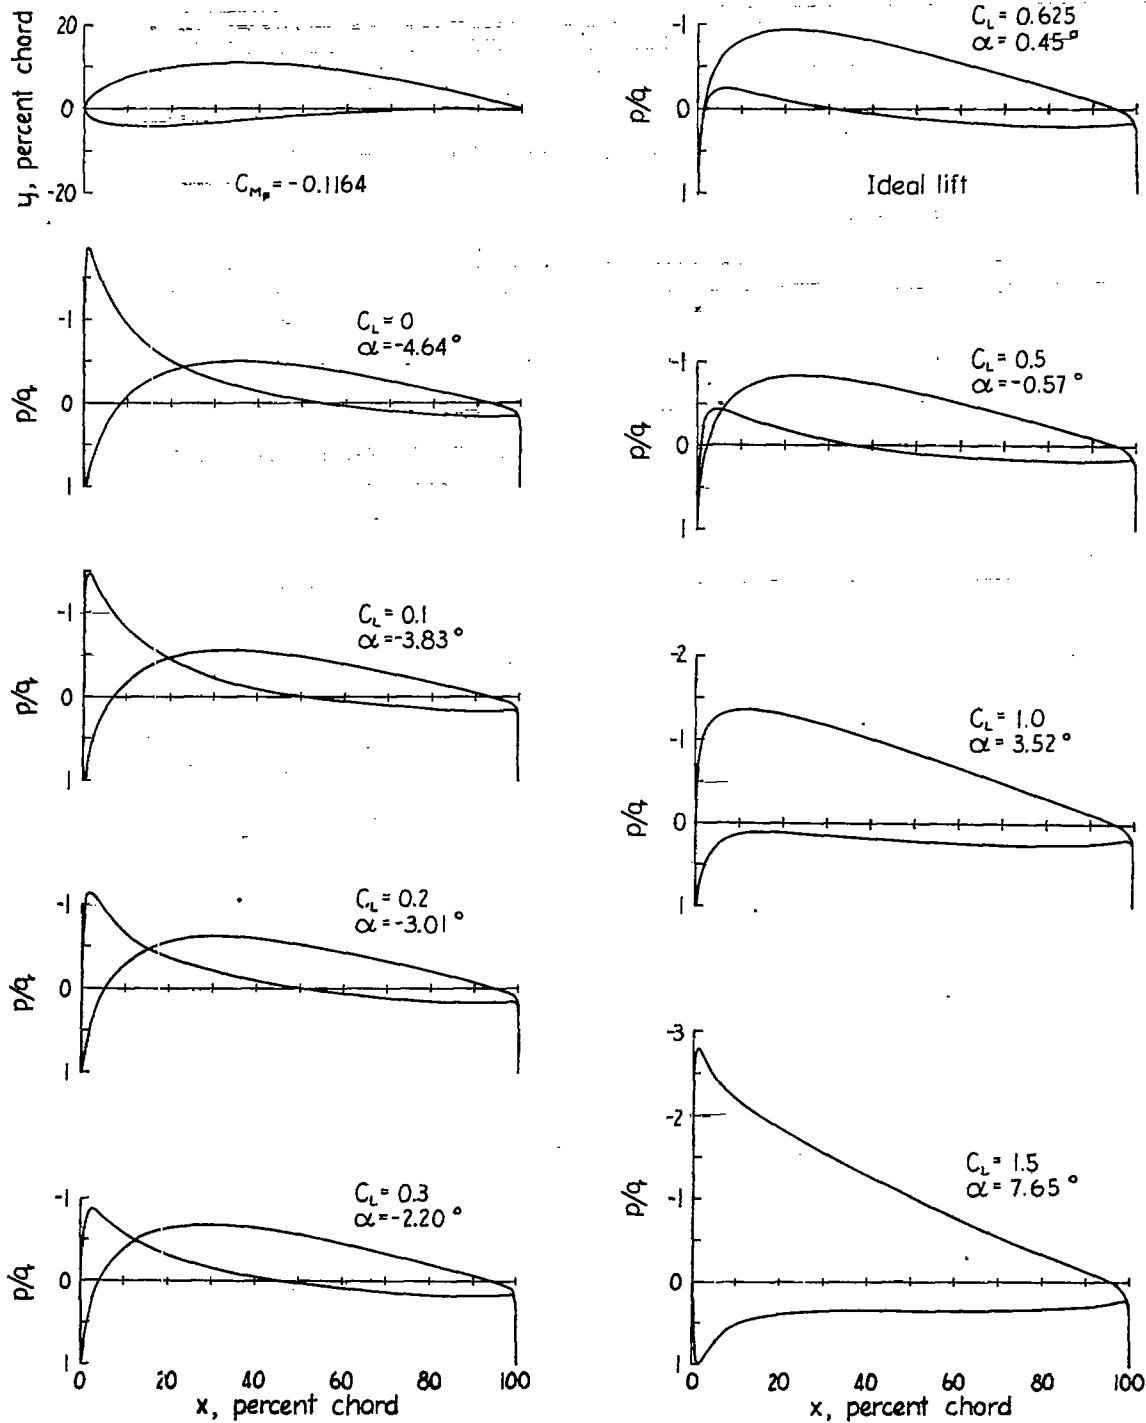 y, percent chord
20
0
-20
C_Mp = -0.1164
p/q
-1
0
1
C_L = 0
α = -4.64°
p/q
-1
0
1
C_L = 0.1
α = -3.83°
p/q
-1
0
1
C_L = 0.2
α = -3.01°
p/q
-1
0
1
C_L = 0.3
α = -2.20°
0 20 40 60 80 100
x, percent chord
p/q
-1
0
1
C_L = 0.625
α = 0.45°
Ideal lift
p/q
-1
0
1
C_L = 0.5
α = -0.57°
p/q
-2
-1
0
1
C_L = 1.0
α = 3.52°
p/q
-3
-2
-1
0
1
C_L = 1.5
α = 7.65°
0 20 40 60 80 100
x, percent chord